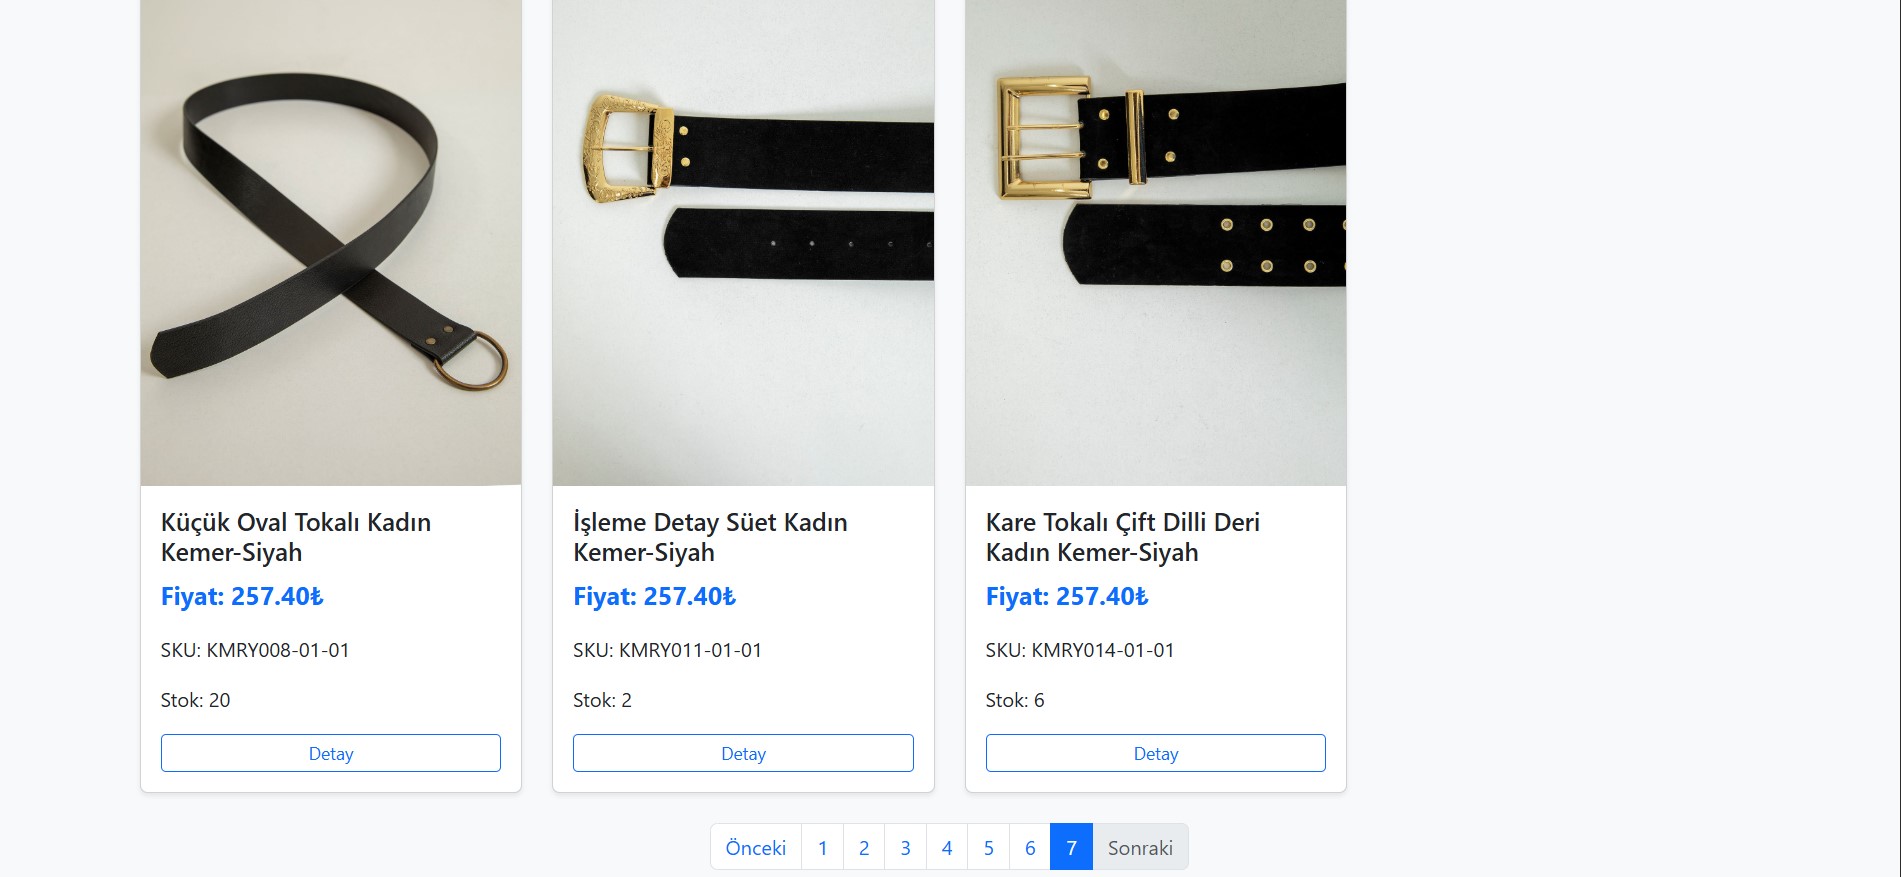 Küçük Oval Tokalı Kadın
Kemer-Siyah
Fiyat: 257.40₺
SKU: KMRY008-01-01
Stok: 20
Detay
İşleme Detay Süet Kadın
Kemer-Siyah
Fiyat: 257.40₺
SKU: KMRY011-01-01
Stok: 2
Detay
Kare Tokalı Çift Dilli Deri
Kadın Kemer-Siyah
Fiyat: 257.40₺
SKU: KMRY014-01-01
Stok: 6
Detay
Önceki 1 2 3 4 5 6 7 Sonraki